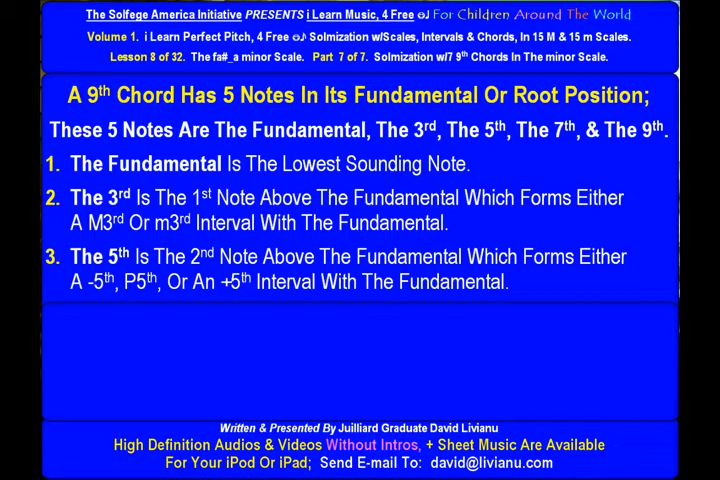 The Solfege America Initiative PRESENTS i Learn Music, 4 Free For Children Around The World
Volume 1. i Learn Perfect Pitch, 4 Free Solmization w/Scales, Intervals & Chords, In 15 M & 15 m Scales.
Lesson 8 of 32. The fa#_a minor Scale. Part 7 of 7. Solmization w/7 9th Chords In The minor Scale.
A 9th Chord Has 5 Notes In Its Fundamental Or Root Position;
These 5 Notes Are The Fundamental, The 3rd, The 5th, The 7th, & The 9th.
1. The Fundamental Is The Lowest Sounding Note.
2. The 3rd Is The 1st Note Above The Fundamental Which Forms Either
A M3rd Or m3rd Interval With The Fundamental.
3. The 5th Is The 2nd Note Above The Fundamental Which Forms Either
A -5th, P5th, Or An +5th Interval With The Fundamental.
Written & Presented By Juilliard Graduate David Livianu
High Definition Audios & Videos Without Intros, + Sheet Music Are Available
For Your iPod Or iPad; Send E-mail To: david@livianu.com